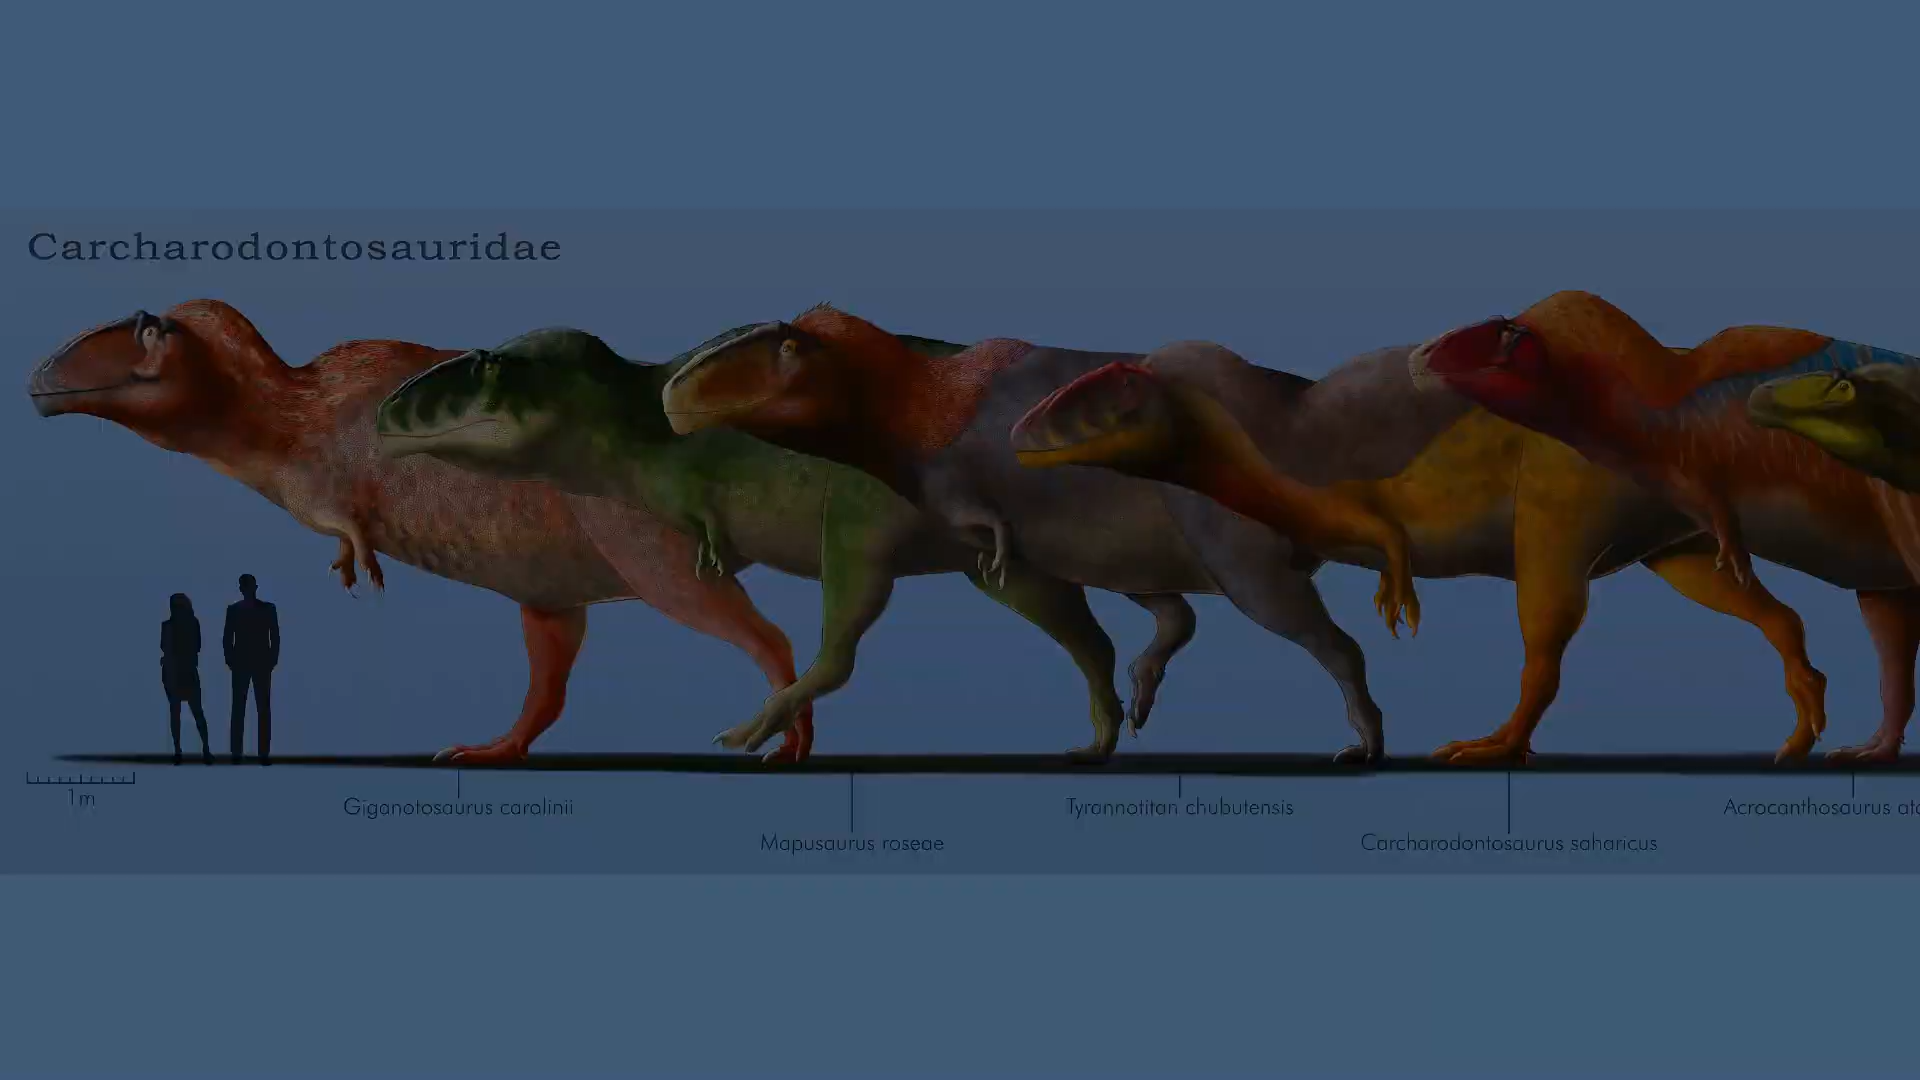 Carcharodontosauridae
1m
Giganotosaurus carolinii
Tyrannotitan chubutensis
Acrocanthosaurus
Mapusaurus roseae
Carcharodontosaurus saharicus